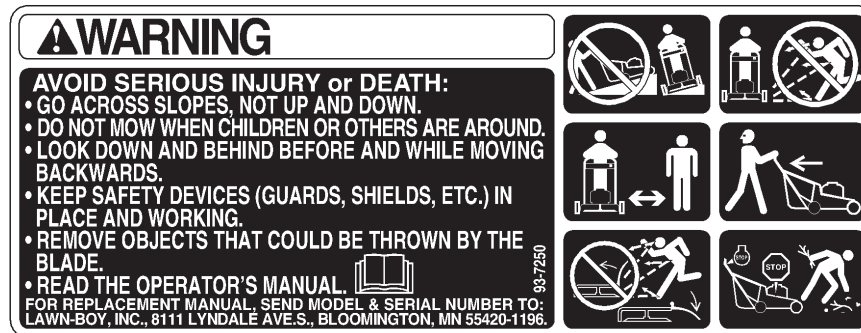 WARNING
AVOID SERIOUS INJURY or DEATH:
• GO ACROSS SLOPES, NOT UP AND DOWN.
• DO NOT MOW WHEN CHILDREN OR OTHERS ARE AROUND.
• LOOK DOWN AND BEHIND BEFORE AND WHILE MOVING
BACKWARDS.
• KEEP SAFETY DEVICES (GUARDS, SHIELDS, ETC.) IN
PLACE AND WORKING.
• REMOVE OBJECTS THAT COULD BE THROWN BY THE
BLADE.
• READ THE OPERATOR'S MANUAL.
FOR REPLACEMENT MANUAL, SEND MODEL & SERIAL NUMBER TO:
LAWN-BOY, INC., 8111 LYNDALE AVE.S., BLOOMINGTON, MN 55420-1196.
93-7250
STOP
STOP